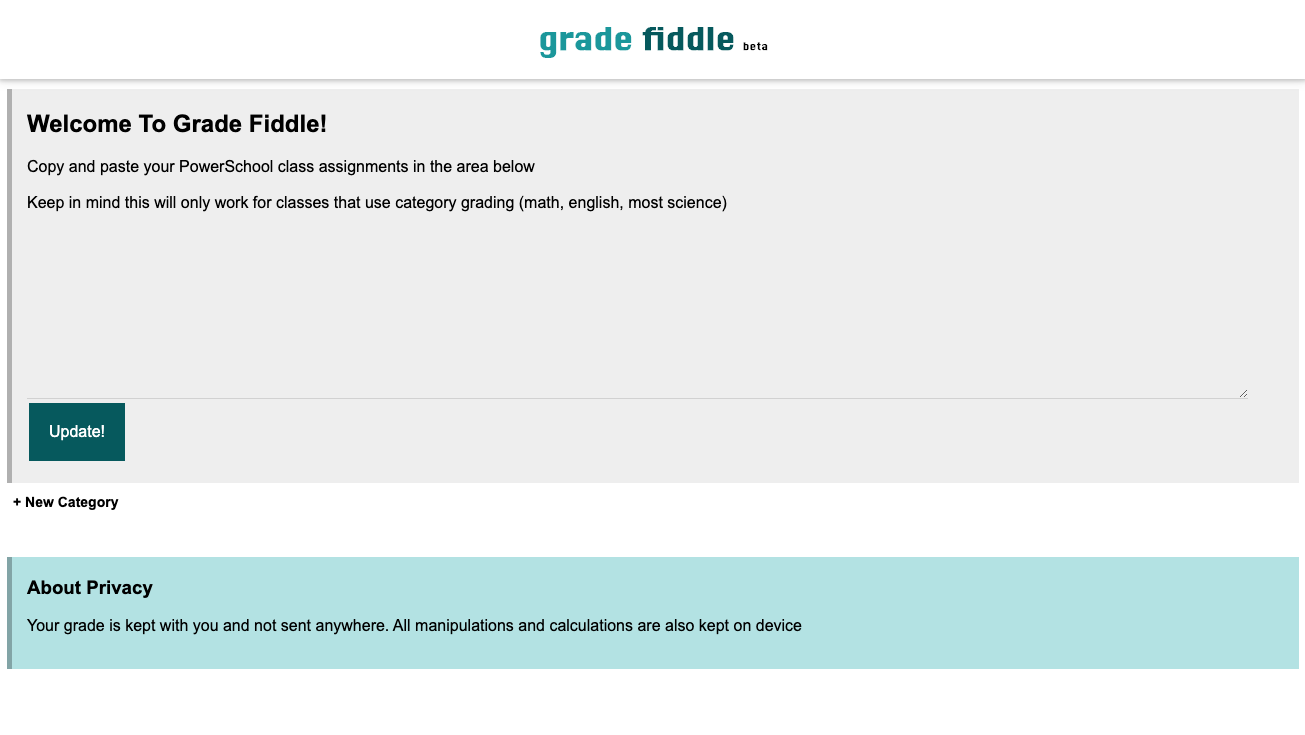 grade fiddle beta
Welcome To Grade Fiddle!
Copy and paste your PowerSchool class assignments in the area below
Keep in mind this will only work for classes that use category grading (math, english, most science)
Update!
+ New Category
About Privacy
Your grade is kept with you and not sent anywhere. All manipulations and calculations are also kept on device